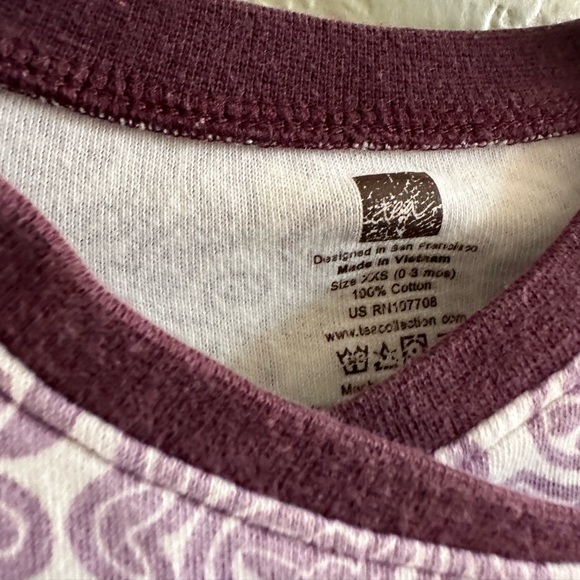 tea
Designed in San Francisco
Made in Vietnam
Size XXS (0-3 mos)
100% Cotton
US RN107708
www.teacollection.com